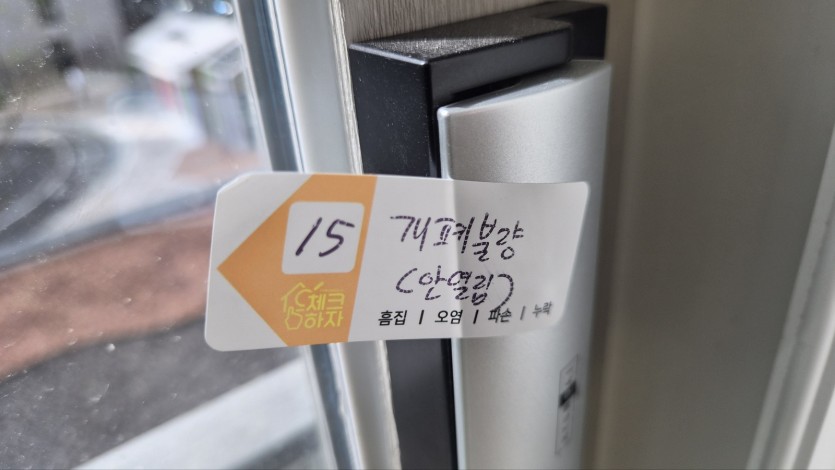 15
개폐불량
(안열립)
체크
하자
흠집 | 오염 | 파손 | 누락